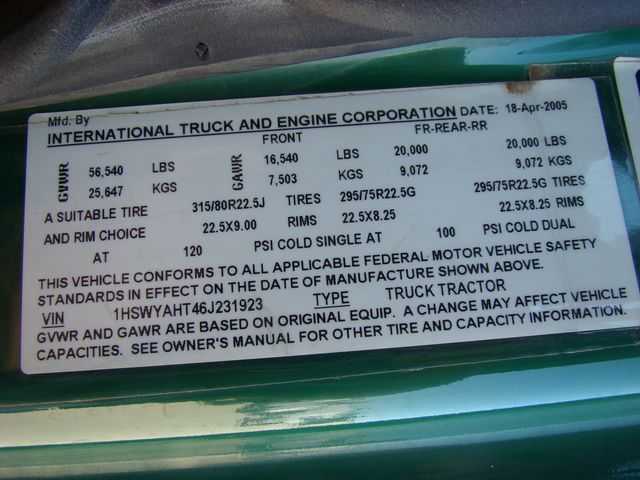 Mfd. By
INTERNATIONAL TRUCK AND ENGINE CORPORATION DATE: 18-Apr-2005
FRONT FR-REAR-RR
GVWR 56,540 LBS GAWR 16,540 LBS 20,000 20,000 LBS
25,647 KGS 7,503 KGS 9,072 9,072 KGS
A SUITABLE TIRE 315/80R22.5J TIRES 295/75R22.5G 295/75R22.5G TIRES
AND RIM CHOICE 22.5X9.00 RIMS 22.5X8.25 22.5X8.25 RIMS
AT 120 PSI COLD SINGLE AT 100 PSI COLD DUAL
THIS VEHICLE CONFORMS TO ALL APPLICABLE FEDERAL MOTOR VEHICLE SAFETY
STANDARDS IN EFFECT ON THE DATE OF MANUFACTURE SHOWN ABOVE.
VIN 1HSWYAHT46J231923 TYPE TRUCK TRACTOR
GVWR AND GAWR ARE BASED ON ORIGINAL EQUIP. A CHANGE MAY AFFECT VEHICLE
CAPACITIES. SEE OWNER'S MANUAL FOR OTHER TIRE AND CAPACITY INFORMATION.